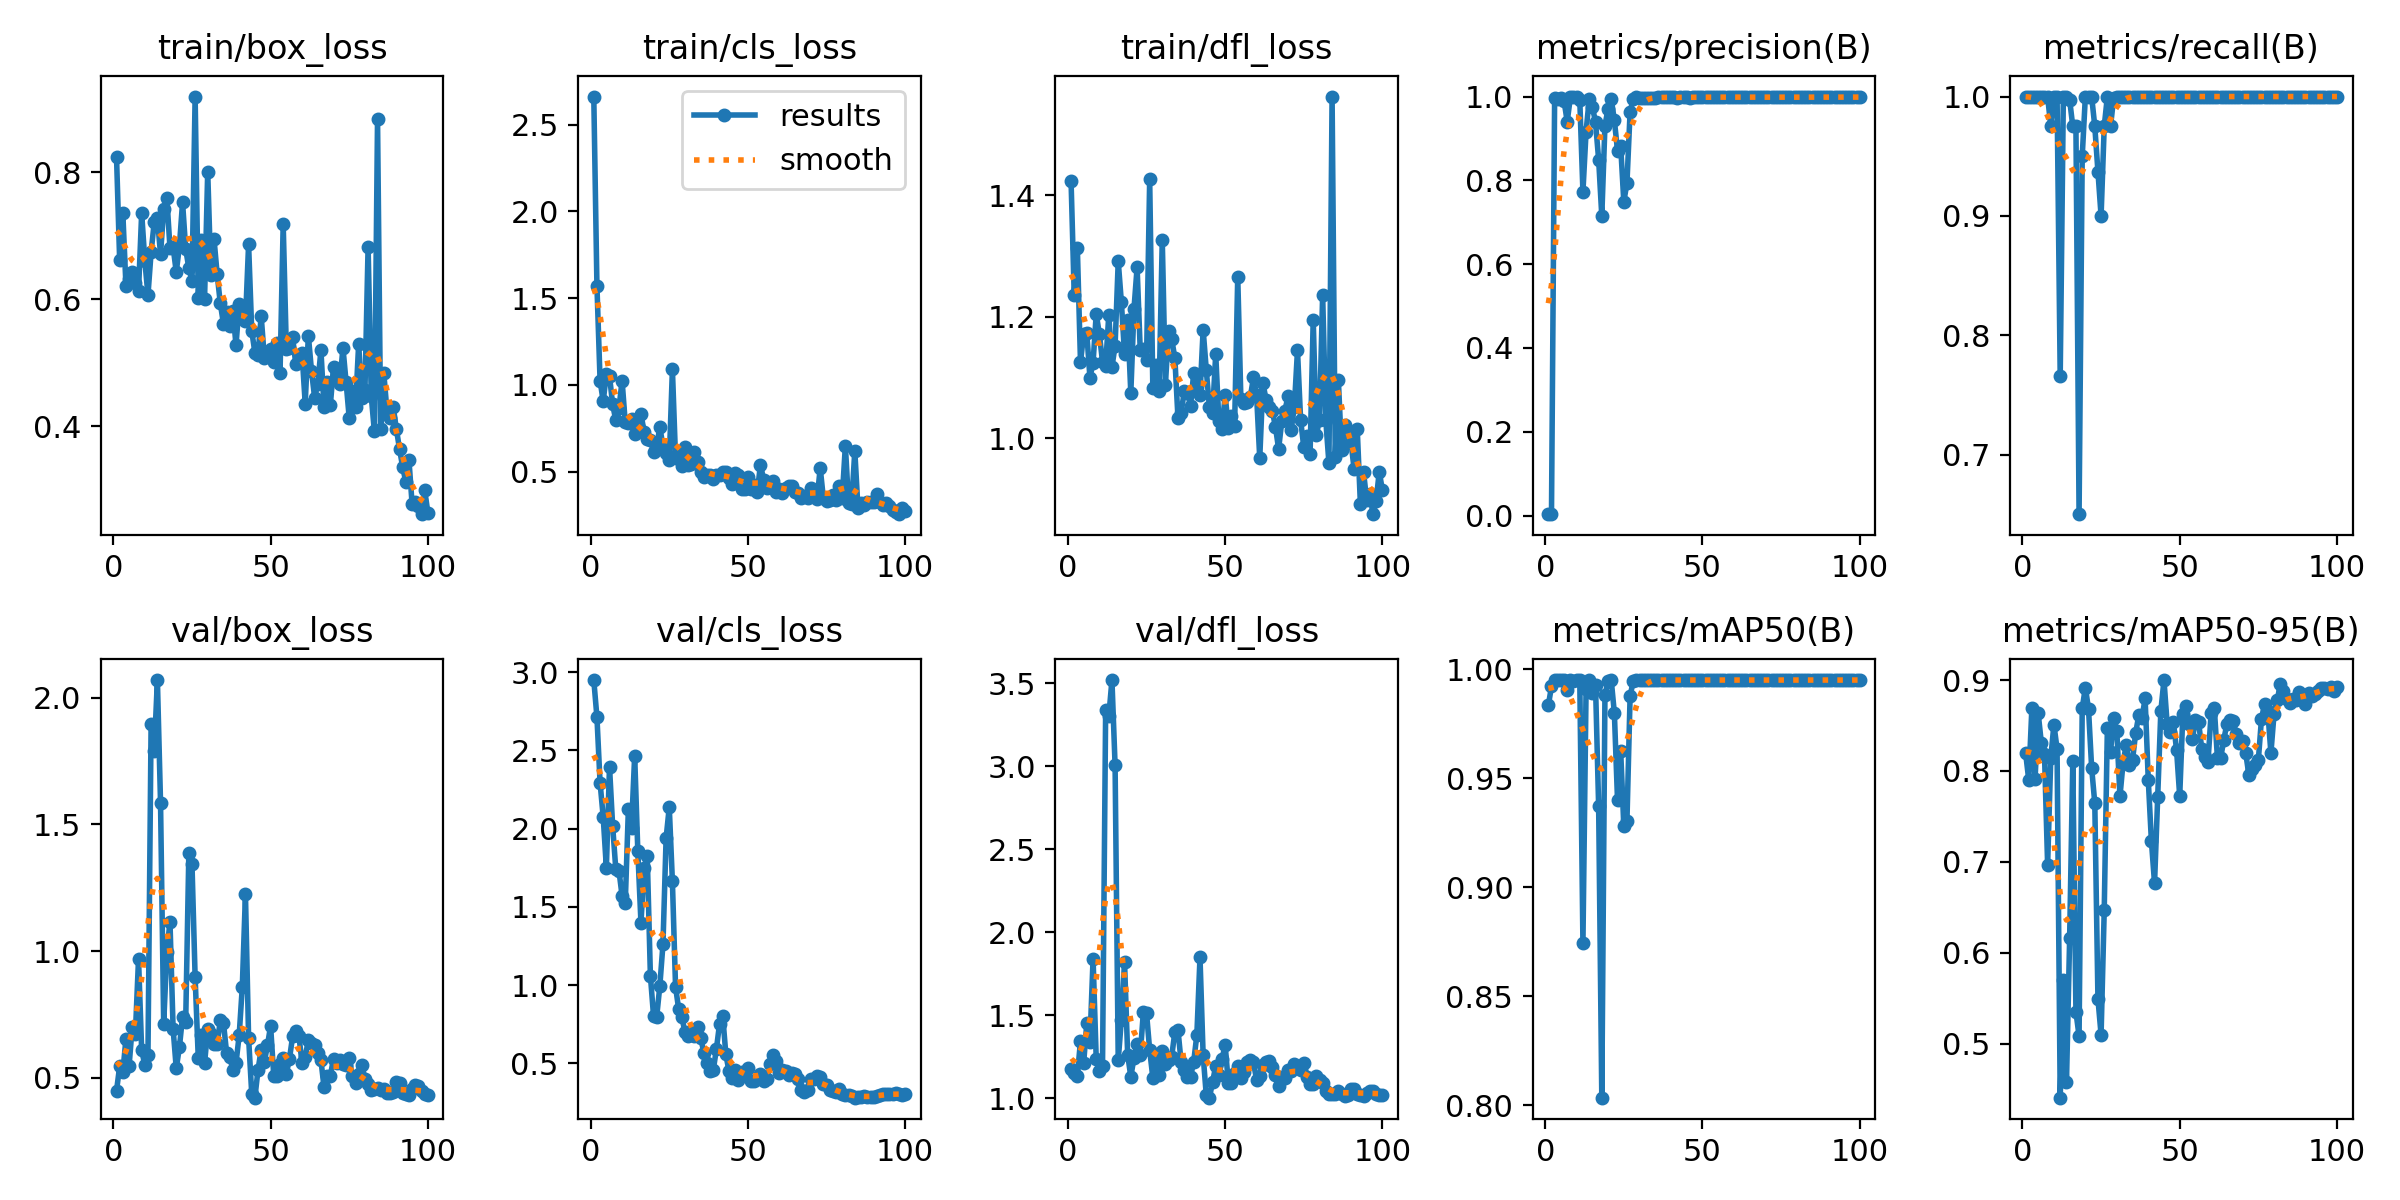 train/box_loss
0.8
0.6
0.4
0 50 100
train/cls_loss
results
smooth
2.5
2.0
1.5
1.0
0.5
0 50 100
train/dfl_loss
1.4
1.2
1.0
0 50 100
metrics/precision(B)
1.0
0.8
0.6
0.4
0.2
0.0
0 50 100
metrics/recall(B)
1.0
0.9
0.8
0.7
0 50 100
val/box_loss
2.0
1.5
1.0
0.5
0 50 100
val/cls_loss
3.0
2.5
2.0
1.5
1.0
0.5
0 50 100
val/dfl_loss
3.5
3.0
2.5
2.0
1.5
1.0
0 50 100
metrics/mAP50(B)
1.00
0.95
0.90
0.85
0.80
0 50 100
metrics/mAP50-95(B)
0.9
0.8
0.7
0.6
0.5
0 50 100